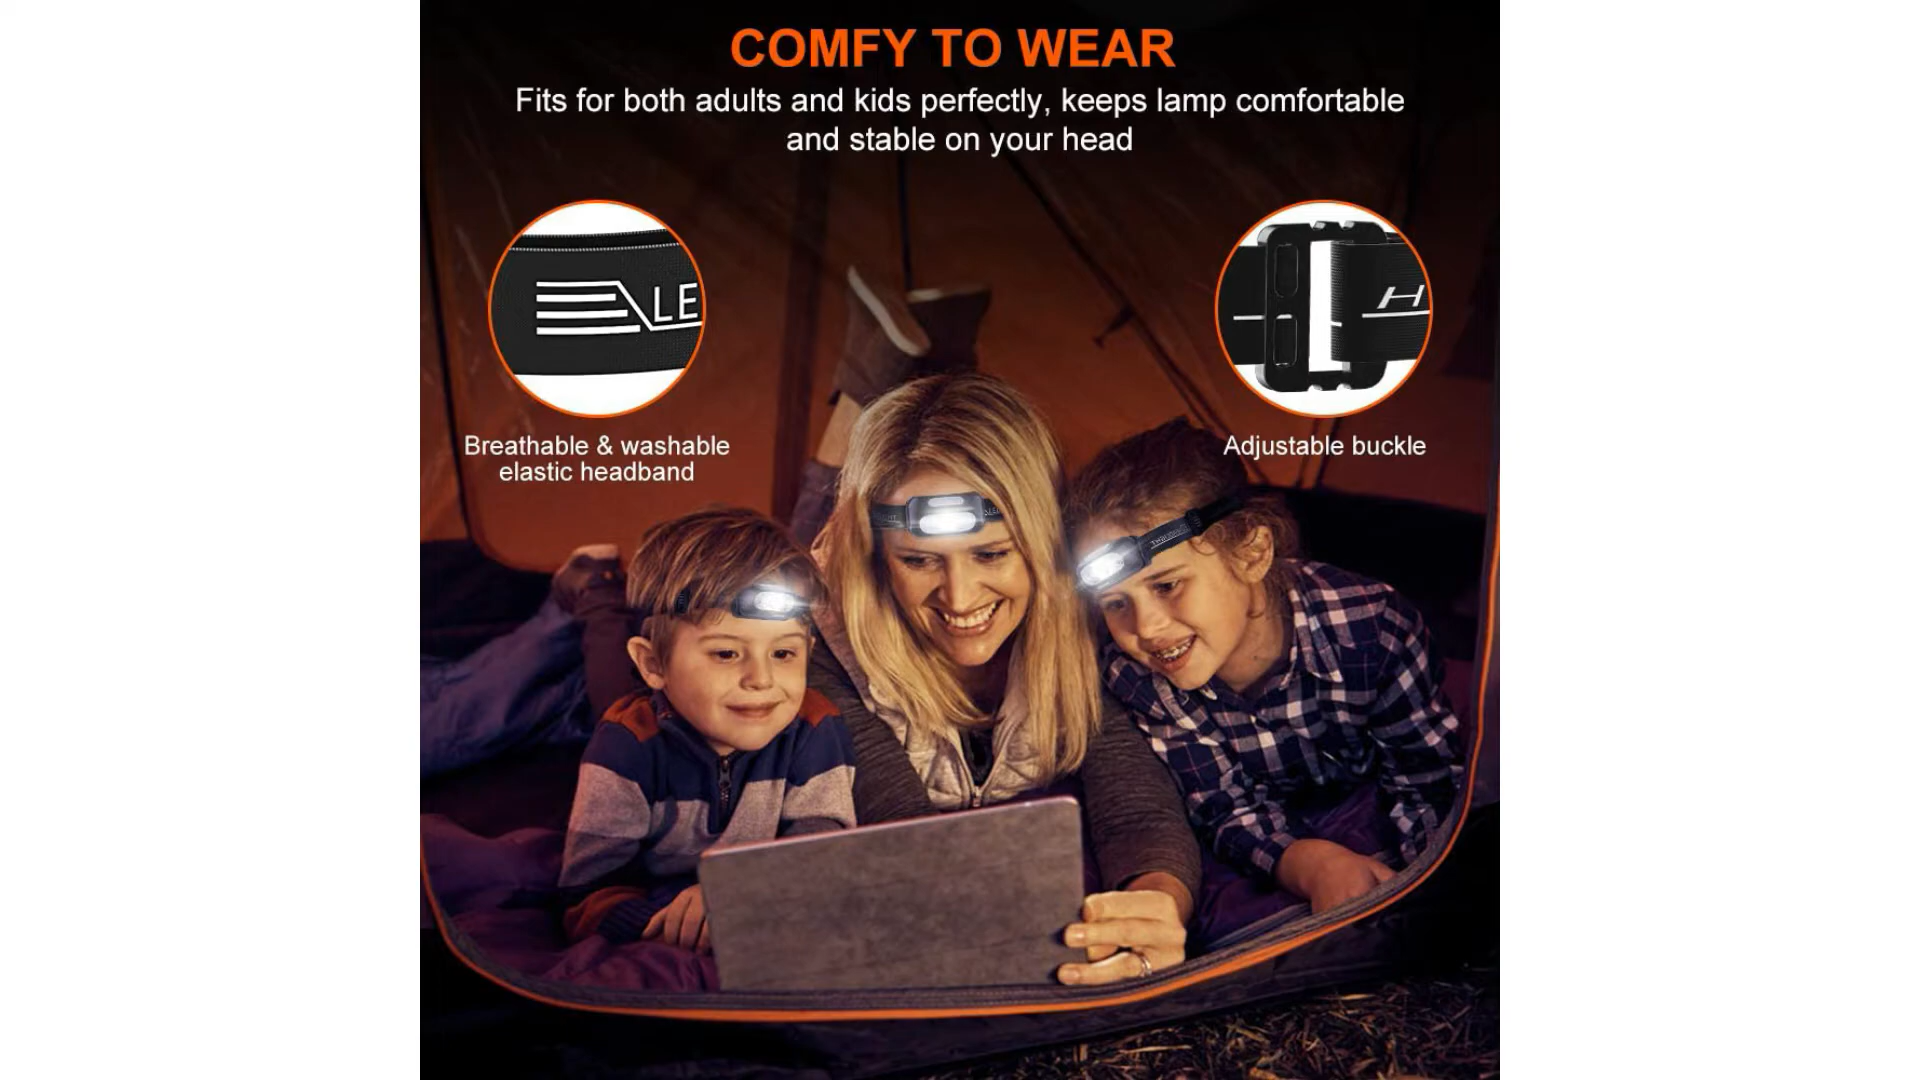 COMFY TO WEAR
Fits for both adults and kids perfectly, keeps lamp comfortable
and stable on your head
LE
H
Breathable & washable
elastic headband
Adjustable buckle